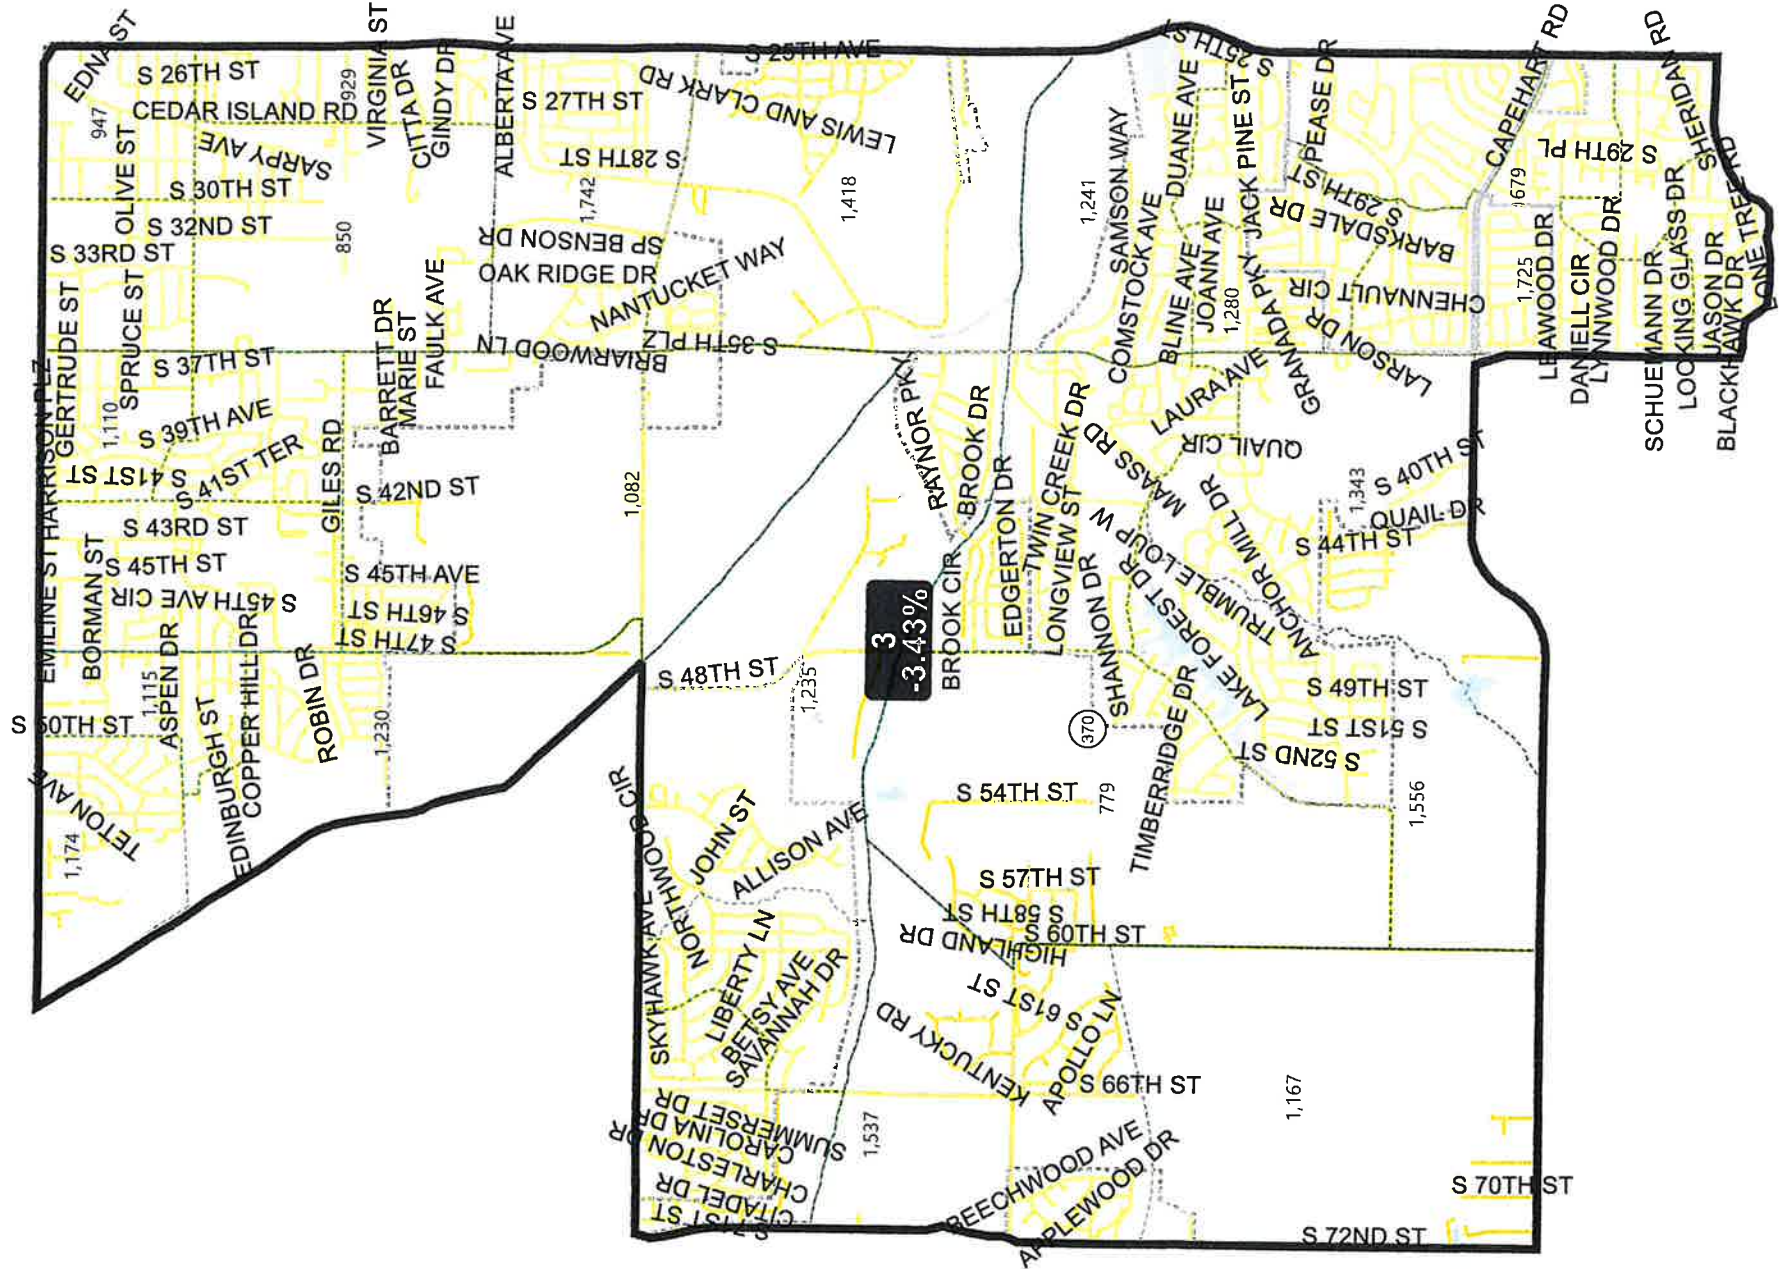 EDNA ST
S 26TH ST
929
VIRGINIA ST
CITTA DR
GINDY DR
ALBERTA AVE
S 25TH AVE
S 25TH ST
CAPEHART RD
SHERIDAN RD
947
CEDAR ISLAND RD
S 27TH ST
LEWIS AND CLARK RD
DUANE AVE
PEASE DR
JACK PINE ST
OLIVE ST
SARPY AVE
S 28TH ST
S 29TH PL
S 30TH ST
1,742
1,418
1,241
SAMSON WAY
S 29TH ST
BARKSDALE DR
679
S 32ND ST
850
S 33RD ST
SP BENSON DR
OAK RIDGE DR
NANTUCKET WAY
COMSTOCK AVE
BLINE AVE
JOANN AVE
1,280
GRANADA PKY
CHENNAULT CIR
LARSON DR
1,725
LEAWOOD DR
DANIELL CIR
LYNNWOOD DR
SCHUEMANN DR
LOOKING GLASS DR
JASON DR
BLACKHAWK DR
LONE TREE RD
GERTRUDE ST
SPRUCE ST
BARRETT DR
MARIE ST
FAULK AVE
BRIARWOOD LN
S 35TH PLZ
HARRISON PLZ
S 37TH ST
1,110
S 39TH AVE
S 41ST ST
S 41ST TER
GILES RD
S 42ND ST
1,082
RAYNOR PKY
BROOK DR
EDGERTON DR
TWIN CREEK DR
LONGVIEW ST
MAASS RD
LAURA AVE
QUAIL CIR
1,343
S 40TH ST
QUAIL DR
S 44TH ST
EMILINE ST
BORMAN ST
S 43RD ST
S 45TH ST
S 45TH AVE CIR
S 45TH AVE
S 46TH ST
S 47TH ST
3
-3.43%
BROOK CIR
SHANNON DR
LAKE FOREST DR
TRUMBLE LOUP W
ANCHOR MILL DR
ASPEN DR
1,115
S 50TH ST
EDINBURGH ST
COPPER HILL DR
ROBIN DR
1,230
S 48TH ST
1,235
370
TIMBERRIDGE DR
S 49TH ST
S 51ST ST
S 52ND ST
TETON AVE
1,174
NORTHWOOD CIR
JOHN ST
ALLISON AVE
S 54TH ST
779
1,556
SKYHAWK AVE
LIBERTY LN
BETSY AVE
SAVANNAH DR
S 57TH ST
S 58TH ST
S 60TH ST
HIGHLAND DR
S 61ST ST
KENTUCKY RD
APOLLO LN
S 66TH ST
1,167
SUMMERSET DR
CAROLINA DR
CHARLESTON DR
CITADEL DR
S 71ST ST
1,537
BEECHWOOD AVE
APPLEWOOD DR
S 70TH ST
S 72ND ST